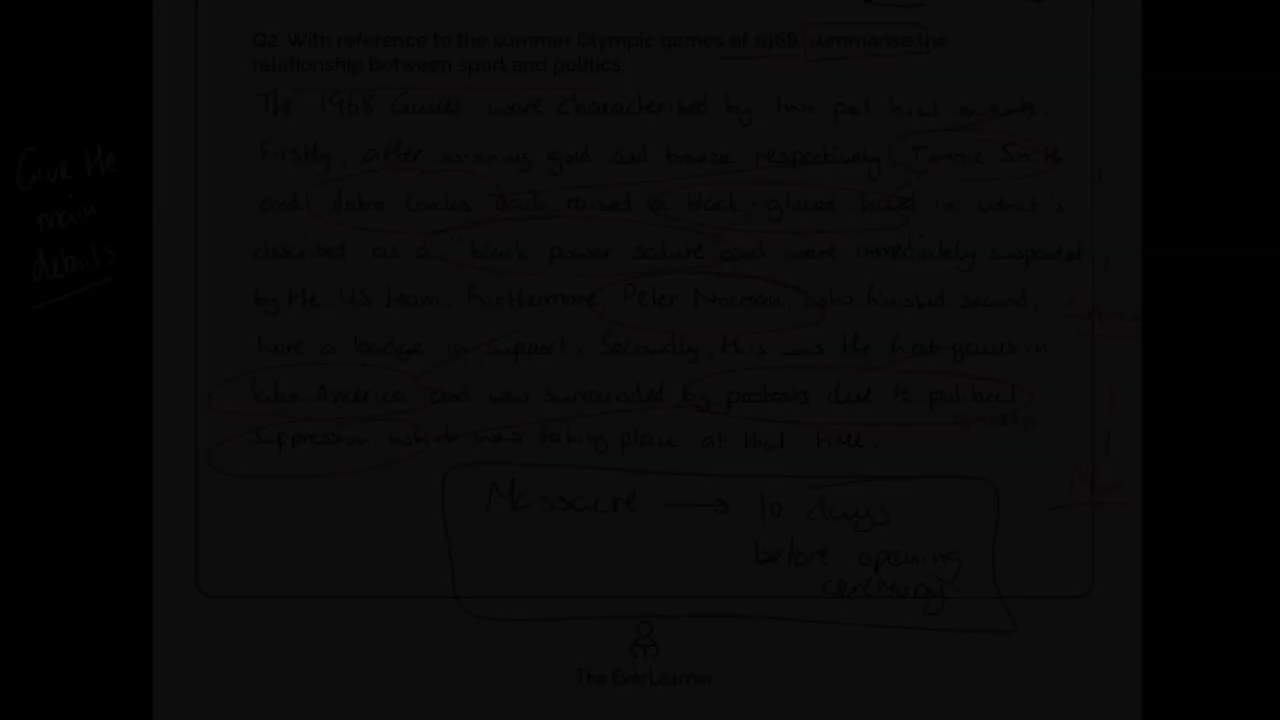 Q2. With reference to the summer Olympic games of 1968 summarise the
relationship between sport and politics.
The 1968 Games were characterised by two political events.
Firstly, after winning gold and bronze respectively, Tommie Smith
and John Carlos raised a black-gloved hand in what's
described as a 'black power salute and were immediately suspended
by the US team. Furthermore, Peter Norman, who finished second,
wore a badge in support. Secondly, this was the first games in
Latin America and was surrounded by protests due to political
suppression which was taking place at that time.
Give the
main
details
Massacre → 10 days
before opening
ceremony.
The EverLearner